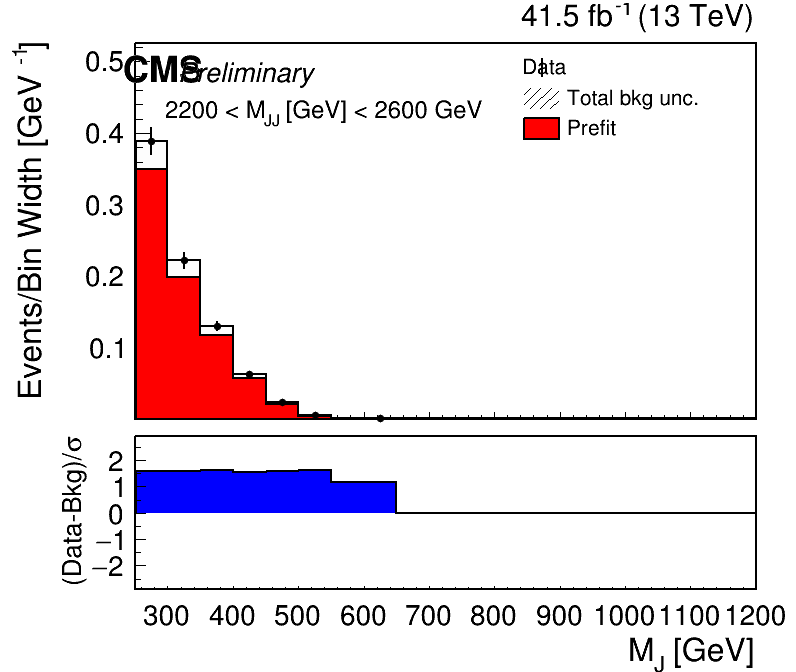 41.5 fb⁻¹ (13 TeV)
CMS Preliminary
2200 < M_JJ [GeV] < 2600 GeV
Data
Total bkg unc.
Prefit
Events/Bin Width [GeV⁻¹]
0.5
0.4
0.3
0.2
0.1
(Data-Bkg)/σ
2
1
0
−1
−2
300 400 500 600 700 800 900 1000 1100 1200
M_J [GeV]